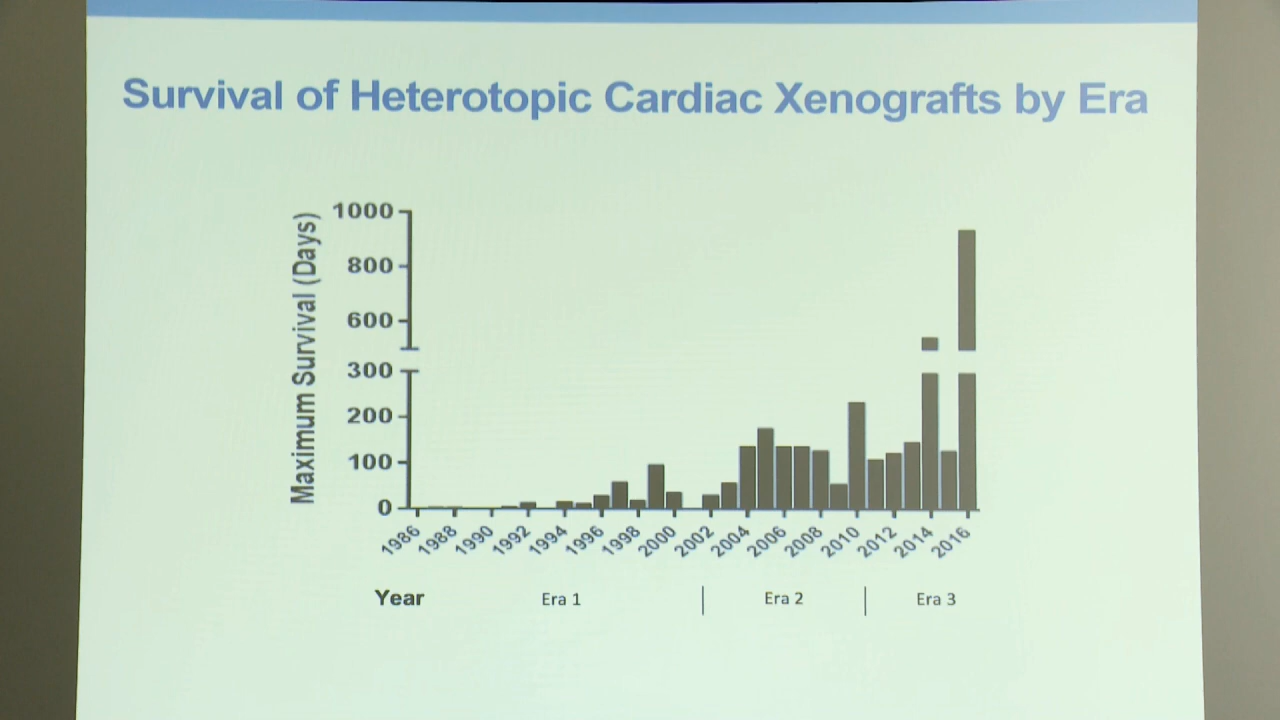 Survival of Heterotopic Cardiac Xenografts by Era
Maximum Survival (Days)
1000
800
600
300
200
100
0
1986 1988 1990 1992 1994 1996 1998 2000 2002 2004 2006 2008 2010 2012 2014 2016
Year Era 1 | Era 2 | Era 3